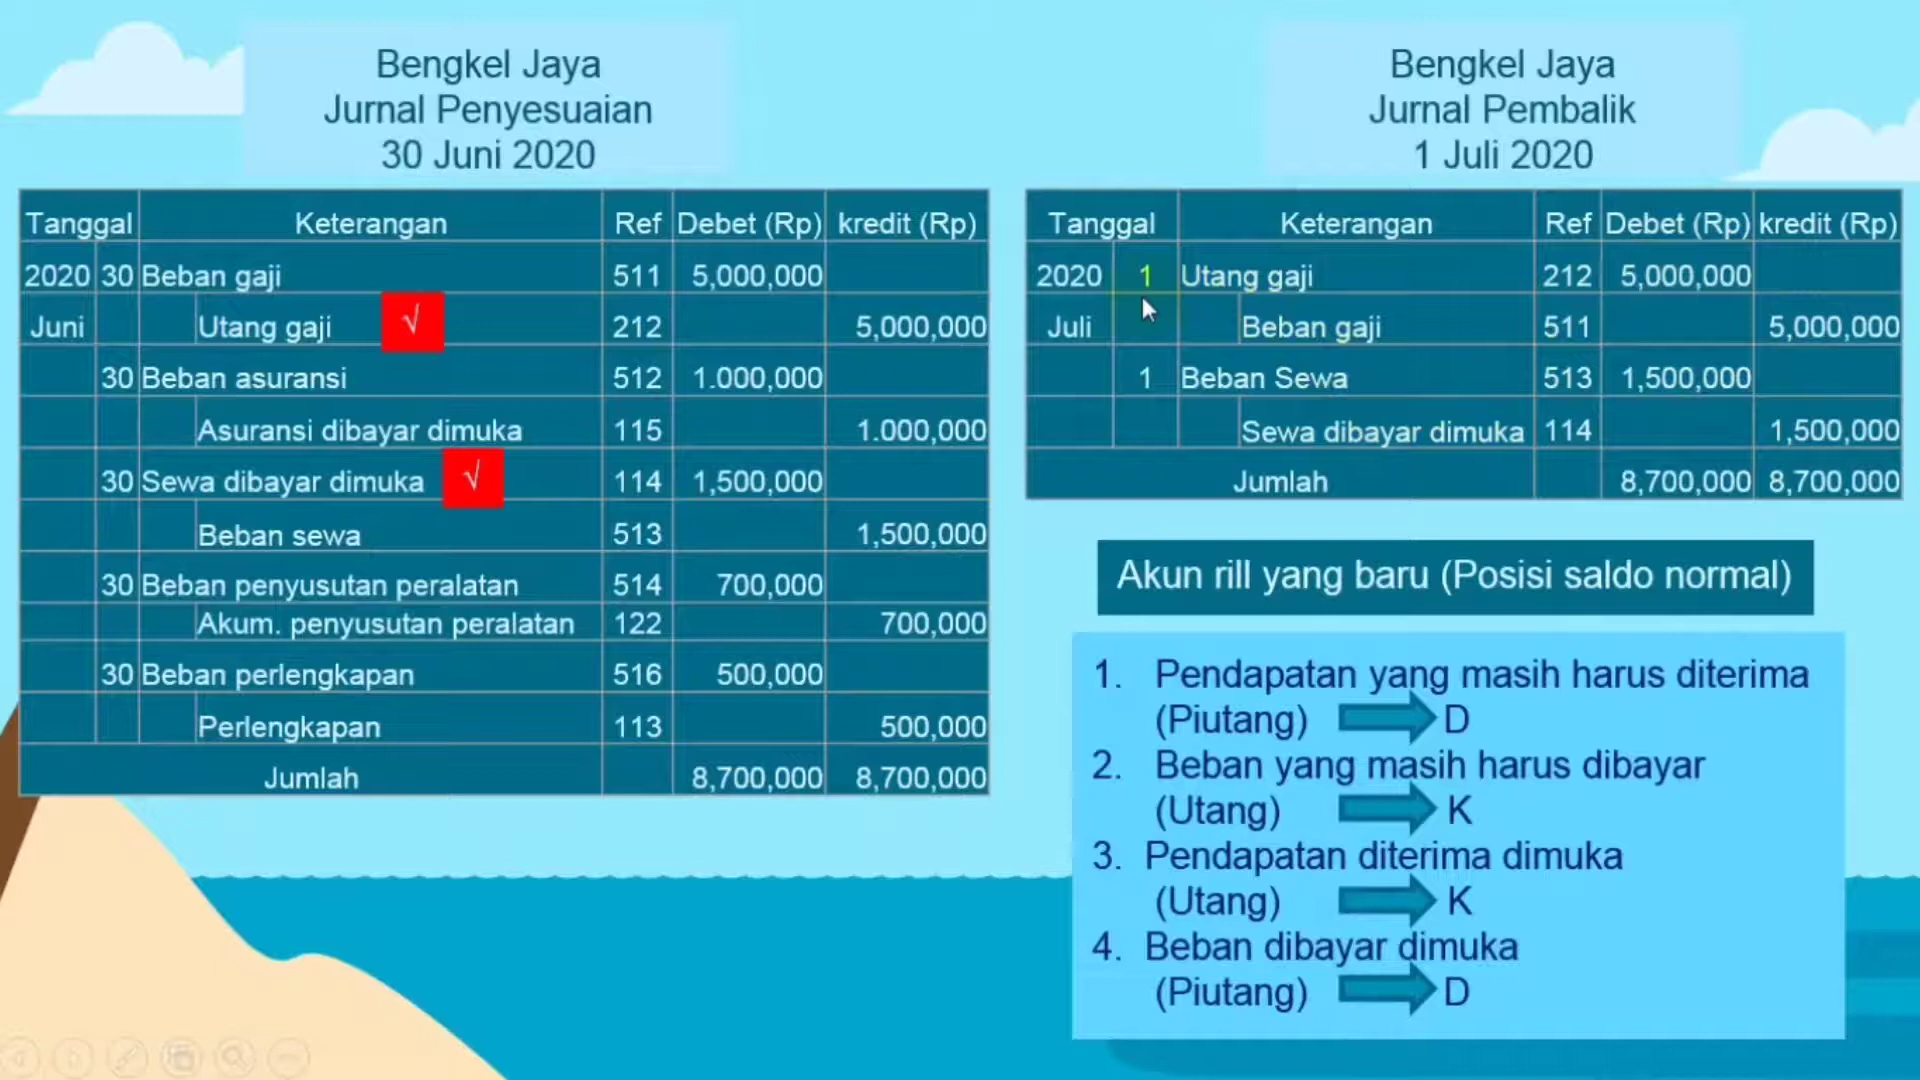 Bengkel Jaya
Jurnal Penyesuaian
30 Juni 2020
Tanggal Keterangan Ref Debet (Rp) kredit (Rp)
2020 30 Beban gaji 511 5,000,000
Juni Utang gaji √ 212 5,000,000
30 Beban asuransi 512 1.000,000
Asuransi dibayar dimuka 115 1.000,000
30 Sewa dibayar dimuka √ 114 1,500,000
Beban sewa 513 1,500,000
30 Beban penyusutan peralatan 514 700,000
Akum. penyusutan peralatan 122 700,000
30 Beban perlengkapan 516 500,000
Perlengkapan 113 500,000
Jumlah 8,700,000 8,700,000
Bengkel Jaya
Jurnal Pembalik
1 Juli 2020
Tanggal Keterangan Ref Debet (Rp) kredit (Rp)
2020 1 Utang gaji 212 5,000,000
Juli Beban gaji 511 5,000,000
1 Beban Sewa 513 1,500,000
Sewa dibayar dimuka 114 1,500,000
Jumlah 8,700,000 8,700,000
Akun rill yang baru (Posisi saldo normal)
1. Pendapatan yang masih harus diterima
(Piutang) D
2. Beban yang masih harus dibayar
(Utang) K
3. Pendapatan diterima dimuka
(Utang) K
4. Beban dibayar dimuka
(Piutang) D